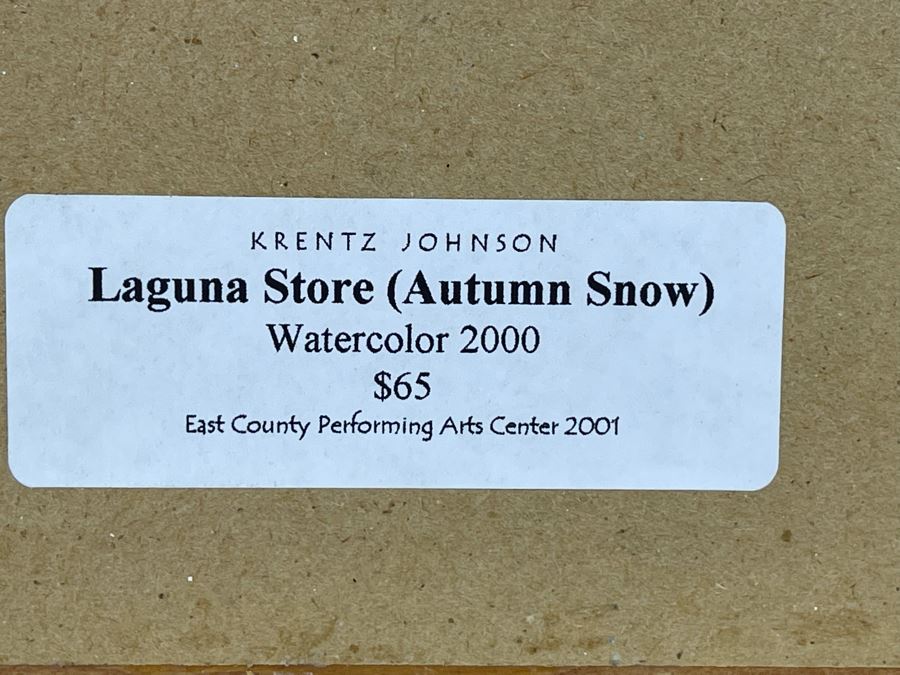 KRENTZ JOHNSON
Laguna Store (Autumn Snow)
Watercolor 2000
$65
East County Performing Arts Center 2001